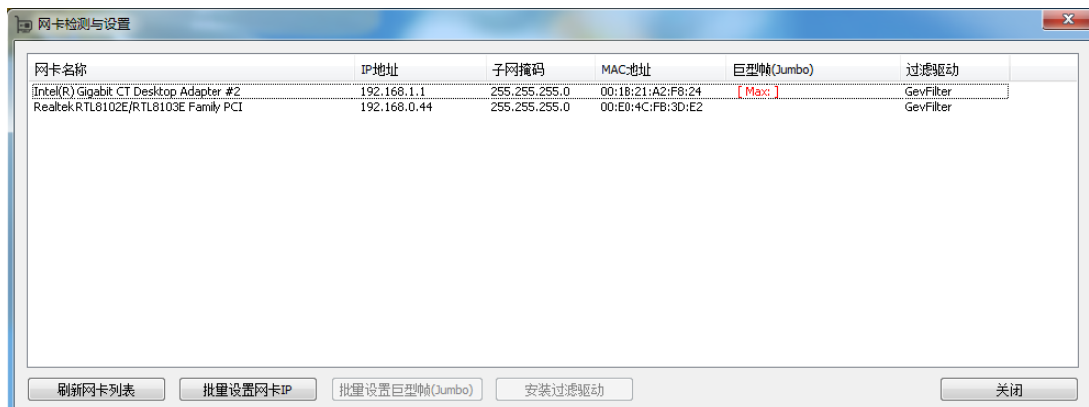 网卡检测与设置
网卡名称 IP地址 子网掩码 MAC地址 巨型帧(Jumbo) 过滤驱动
Intel(R) Gigabit CT Desktop Adapter #2 192.168.1.1 255.255.255.0 00:1B:21:A2:F8:24 [ Max: ] GevFilter
Realtek RTL8102E/RTL8103E Family PCI 192.168.0.44 255.255.255.0 00:E0:4C:FB:3D:E2 GevFilter
刷新网卡列表 批量设置网卡IP 批量设置巨型帧(Jumbo) 安装过滤驱动 关闭